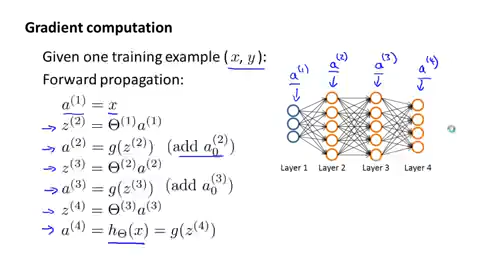 Gradient computation
Given one training example (x, y):
Forward propagation:
a⁽¹⁾ = x
z⁽²⁾ = Θ⁽¹⁾a⁽¹⁾
a⁽²⁾ = g(z⁽²⁾) (add a₀⁽²⁾)
z⁽³⁾ = Θ⁽²⁾a⁽²⁾
a⁽³⁾ = g(z⁽³⁾) (add a₀⁽³⁾)
z⁽⁴⁾ = Θ⁽³⁾a⁽³⁾
a⁽⁴⁾ = h_Θ(x) = g(z⁽⁴⁾)
a⁽¹⁾ a⁽²⁾ a⁽³⁾ a⁽⁴⁾
Layer 1 Layer 2 Layer 3 Layer 4